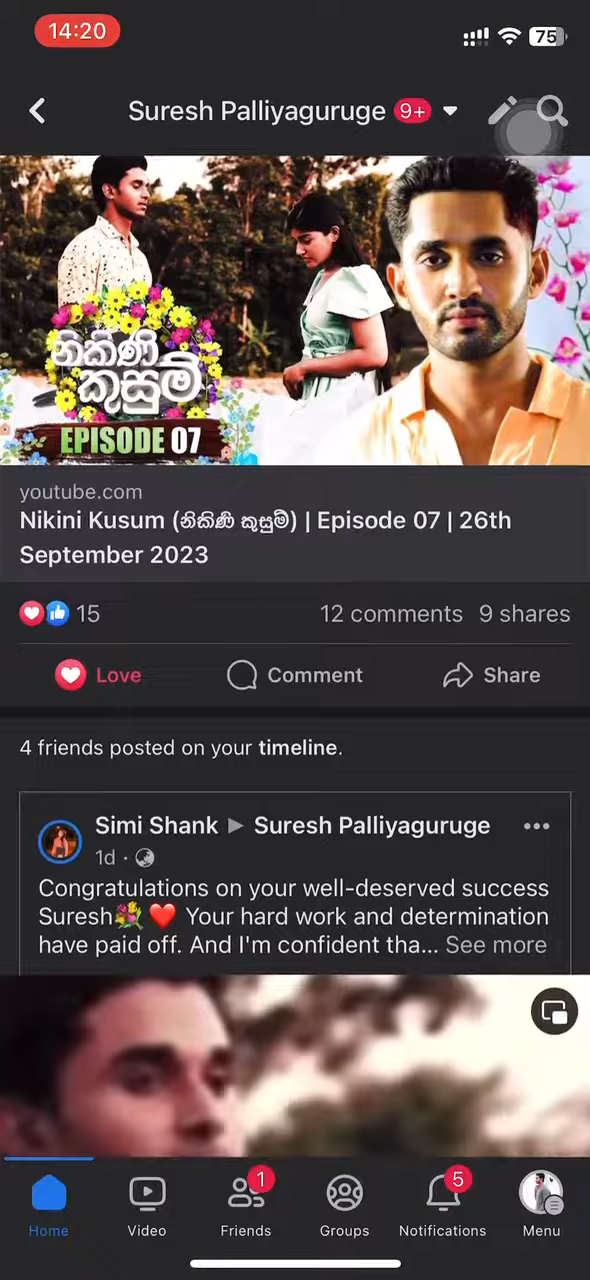 14:20
75
Suresh Palliyaguruge 9+
නිකිණි
කුසුම්
EPISODE 07
youtube.com
Nikini Kusum (නිකිණි කුසුම්) | Episode 07 | 26th
September 2023
15 12 comments 9 shares
Love Comment Share
4 friends posted on your timeline.
Simi Shank ▶ Suresh Palliyaguruge
1d ·
Congratulations on your well-deserved success
Suresh💐 ❤️ Your hard work and determination
have paid off. And I'm confident tha... See more
1 5
Home Video Friends Groups Notifications Menu